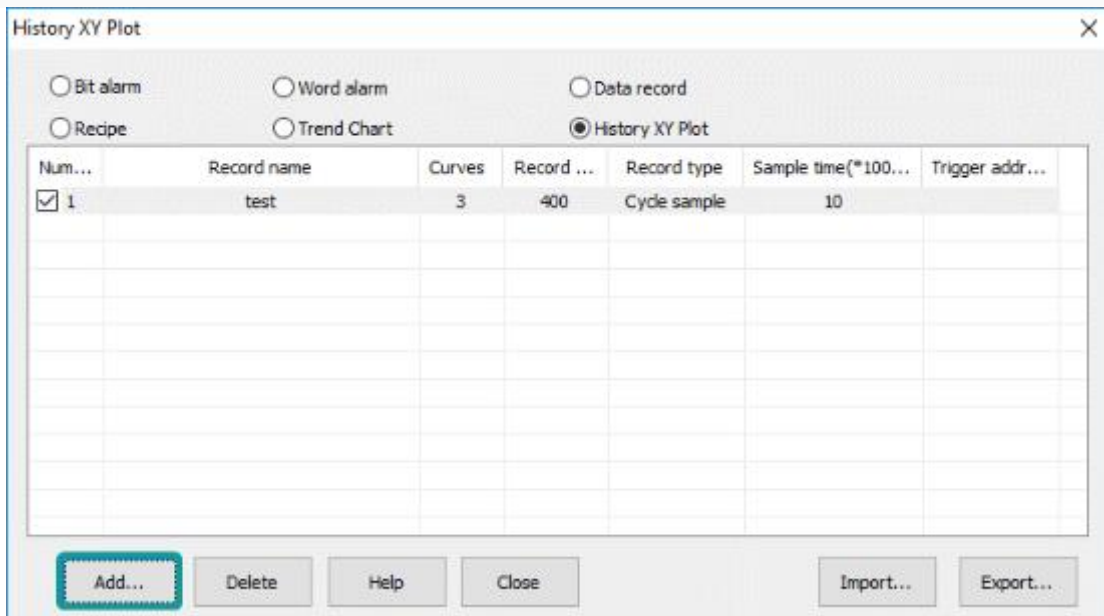 History XY Plot
Bit alarm Word alarm Data record
Recipe Trend Chart History XY Plot
Num... Record name Curves Record ... Record type Sample time(*100... Trigger addr...
1 test 3 400 Cycle sample 10
Add... Delete Help Close Import... Export...